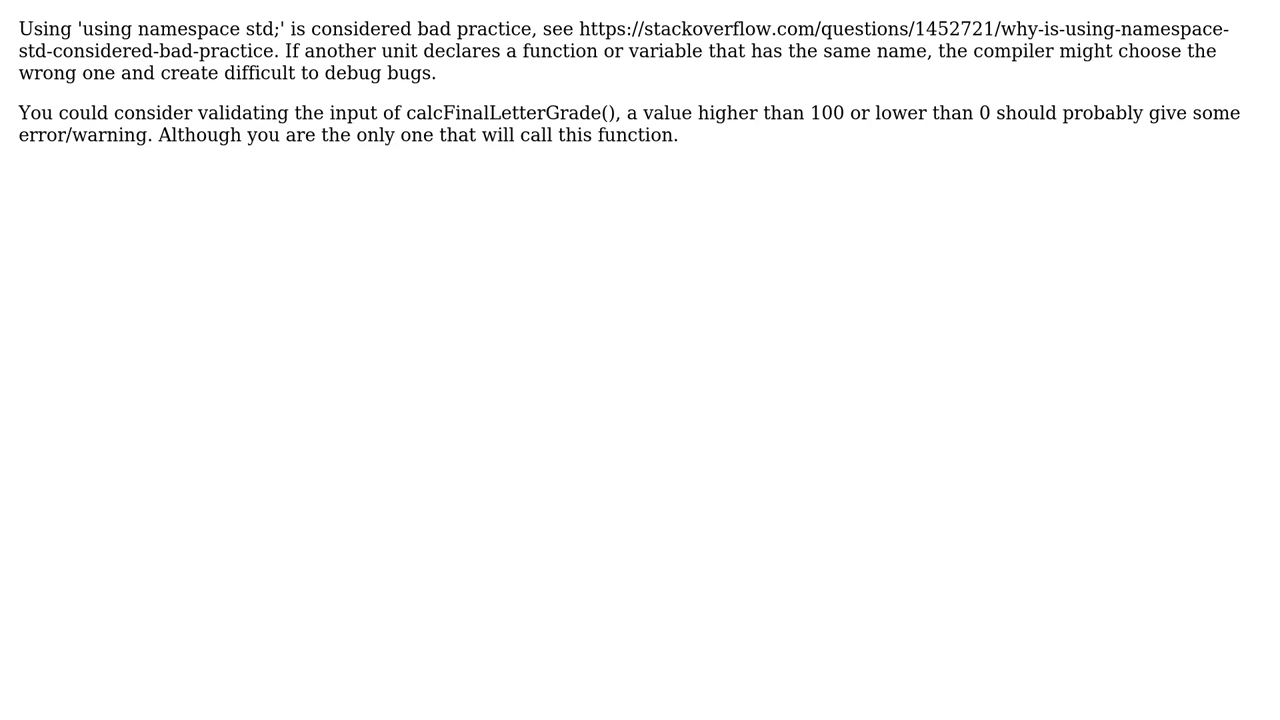 Using 'using namespace std;' is considered bad practice, see https://stackoverflow.com/questions/1452721/why-is-using-namespace-
std-considered-bad-practice. If another unit declares a function or variable that has the same name, the compiler might choose the
wrong one and create difficult to debug bugs.
You could consider validating the input of calcFinalLetterGrade(), a value higher than 100 or lower than 0 should probably give some
error/warning. Although you are the only one that will call this function.